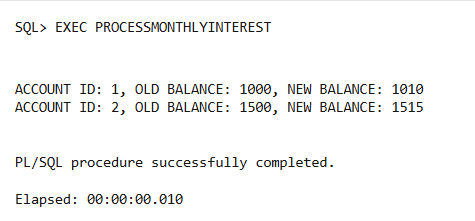 SQL> EXEC PROCESSMONTHLYINTEREST
ACCOUNT ID: 1, OLD BALANCE: 1000, NEW BALANCE: 1010
ACCOUNT ID: 2, OLD BALANCE: 1500, NEW BALANCE: 1515
PL/SQL procedure successfully completed.
Elapsed: 00:00:00.010